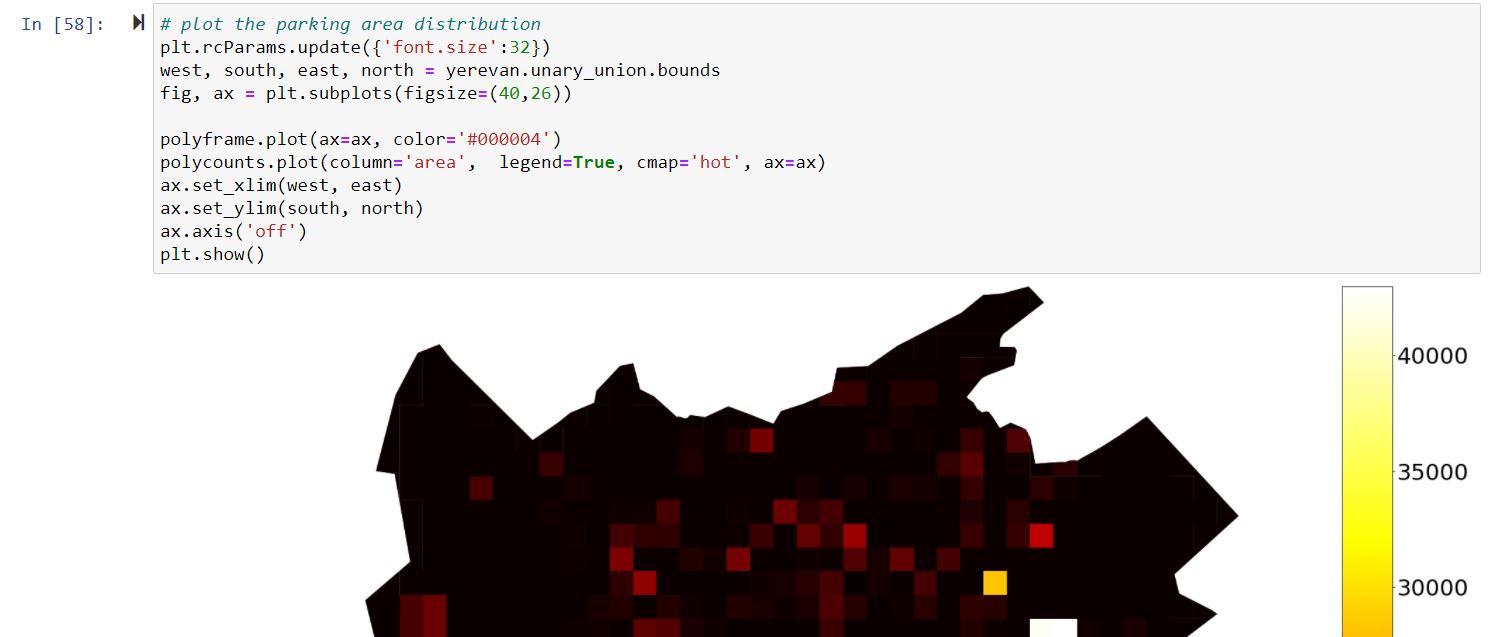 In [58]:
# plot the parking area distribution
plt.rcParams.update({'font.size':32})
west, south, east, north = yerevan.unary_union.bounds
fig, ax = plt.subplots(figsize=(40,26))
polyframe.plot(ax=ax, color='#000004')
polycounts.plot(column='area',  legend=True, cmap='hot', ax=ax)
ax.set_xlim(west, east)
ax.set_ylim(south, north)
ax.axis('off')
plt.show()
40000
35000
30000